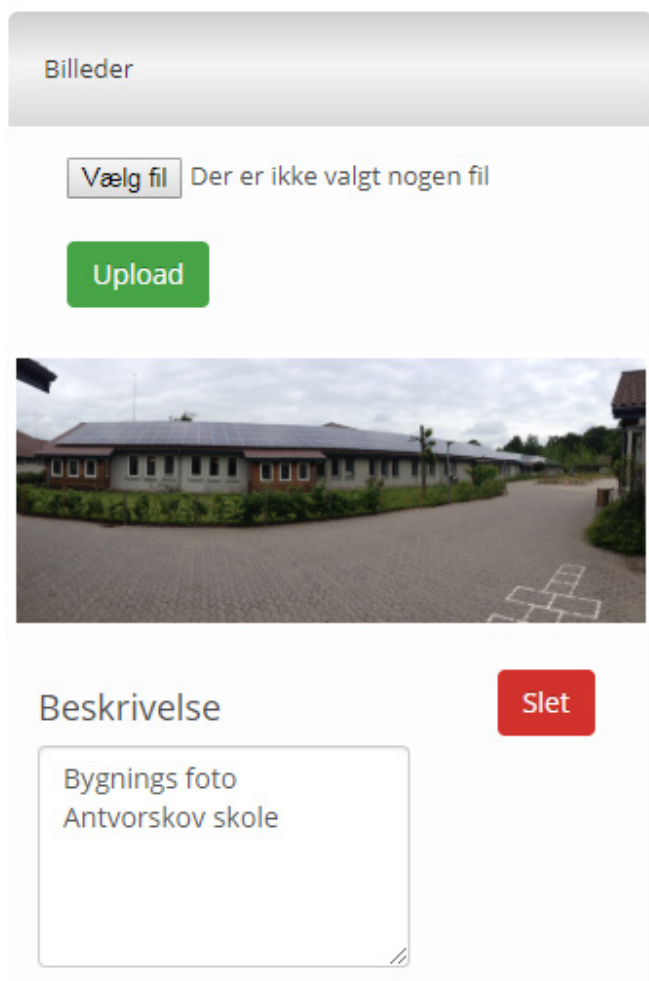 Billeder
Vælg fil Der er ikke valgt nogen fil
Upload
Beskrivelse
Slet
Bygnings foto
Antvorskov skole